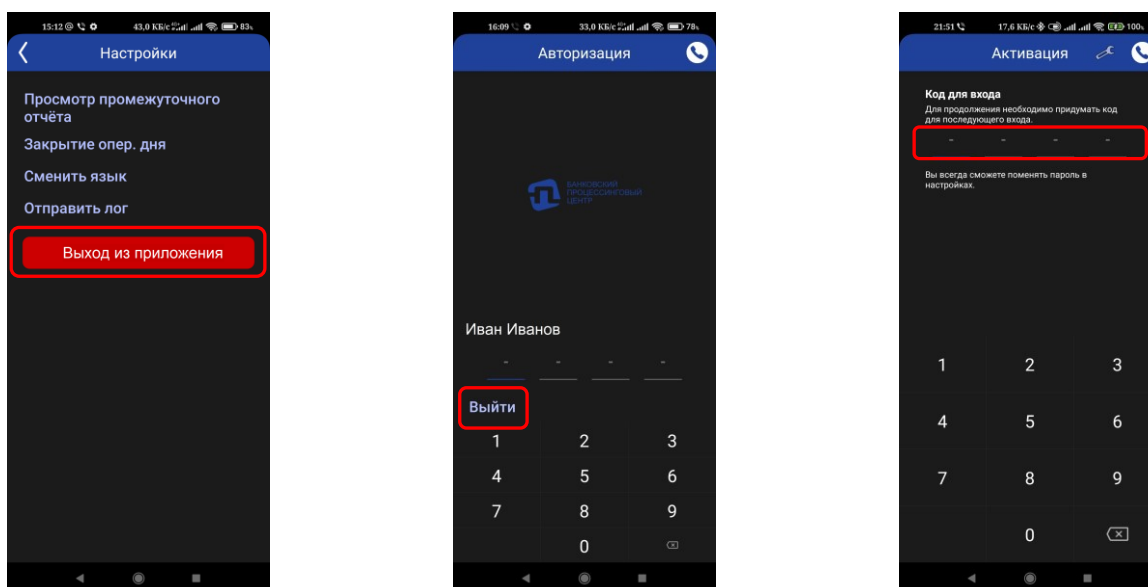 15:12 43,0 КБ/с 83%
Настройки
Просмотр промежуточного
отчёта
Закрытие опер. дня
Сменить язык
Отправить лог
Выход из приложения
16:09 33,0 КБ/с 78%
Авторизация
БАНКОВСКИЙ
ПРОЦЕССИНГОВЫЙ
ЦЕНТР
Иван Иванов
- - - -
Выйти
1 2 3
4 5 6
7 8 9
0
21:51 17,6 КБ/с 100%
Активация
Код для входа
Для продолжения необходимо придумать код
для последующего входа.
- - - -
Вы всегда сможете поменять пароль в
настройках.
1 2 3
4 5 6
7 8 9
0